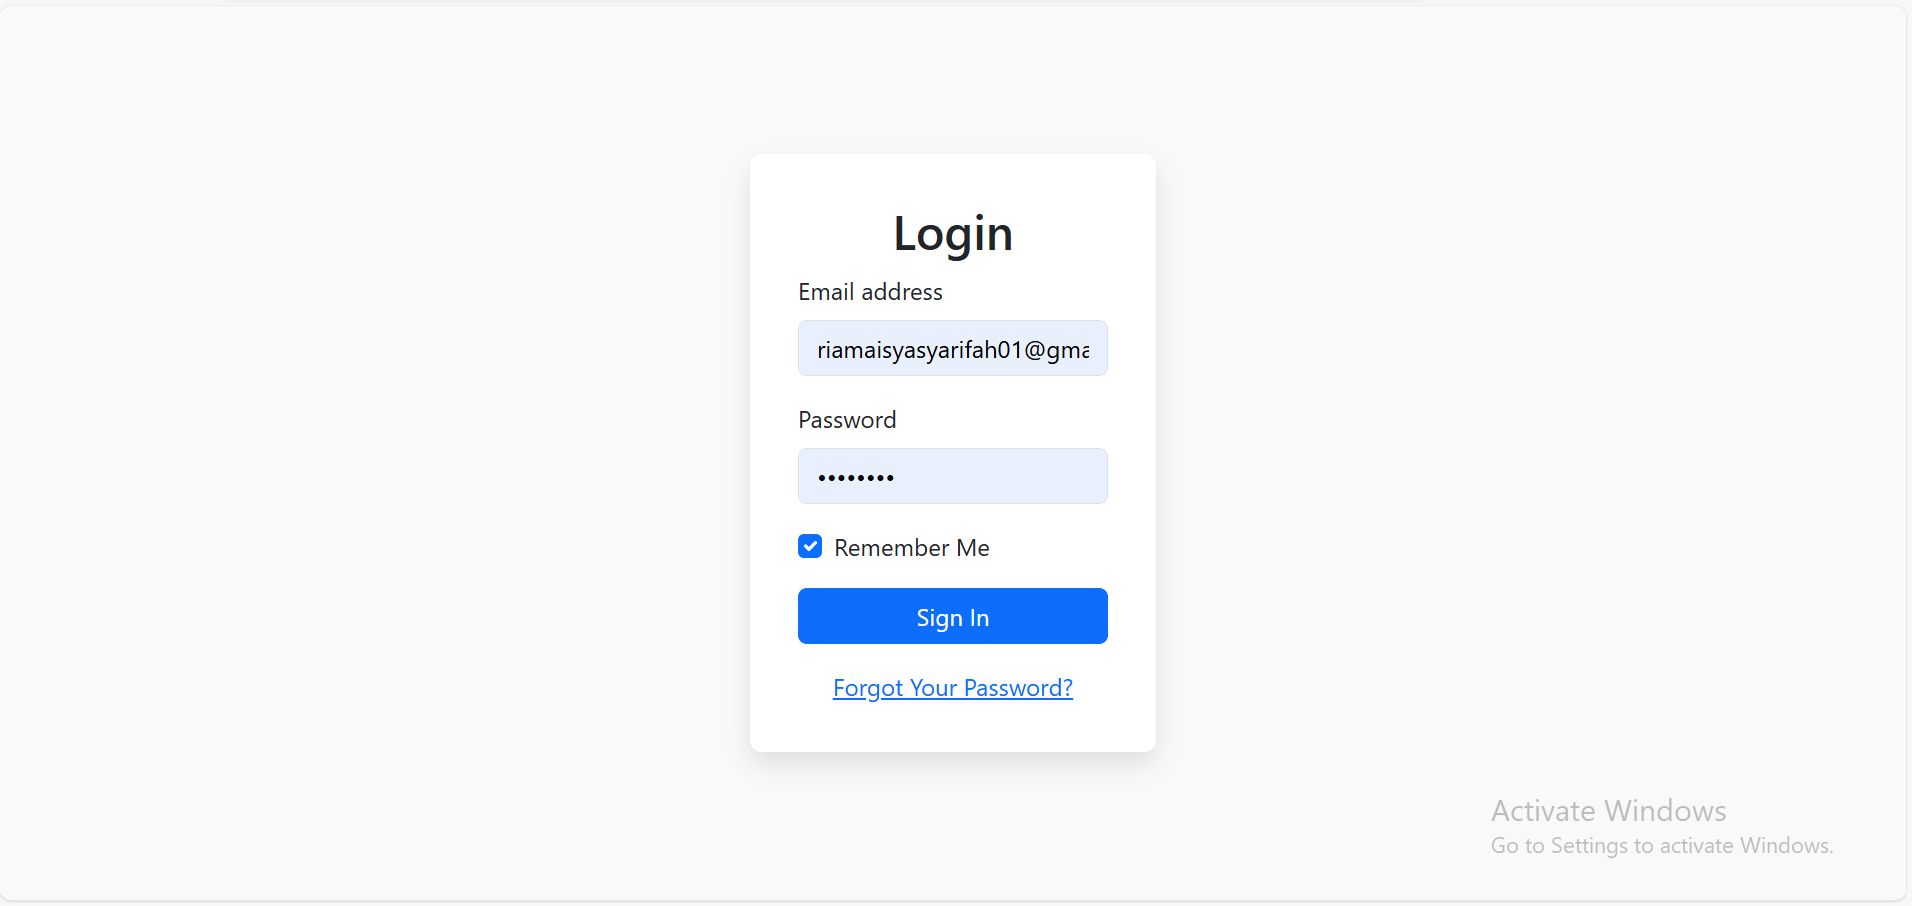 Login
Email address
riamaisyasyarifah01@gma
Password
••••••••
Remember Me
Sign In
Forgot Your Password?
Activate Windows
Go to Settings to activate Windows.